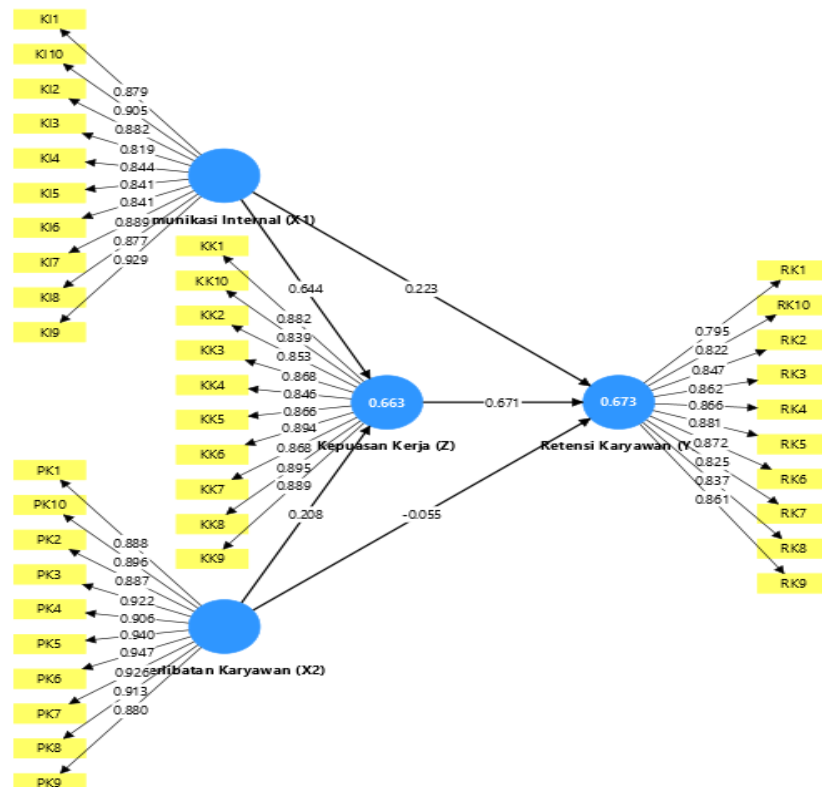 KI1
KI10
KI2
KI3
KI4
KI5
KI6
KI7
KI8
KI9
0.879
0.905
0.882
0.819
0.844
0.841
0.841
0.889
0.877
0.929
munikasi Internal (X1)
KK1
KK10
KK2
KK3
KK4
KK5
KK6
KK7
KK8
KK9
0.882
0.839
0.853
0.868
0.846
0.866
0.894
0.868
0.895
0.889
0.644
0.223
0.663
Kepuasan Kerja (Z)
0.671
0.673
Retensi Karyawan (Y
0.208
-0.055
RK1
RK10
RK2
RK3
RK4
RK5
RK6
RK7
RK8
RK9
0.795
0.822
0.847
0.862
0.866
0.881
0.872
0.825
0.837
0.861
PK1
PK10
PK2
PK3
PK4
PK5
PK6
PK7
PK8
PK9
0.888
0.896
0.887
0.922
0.906
0.940
0.947
0.926
0.913
0.880
erlibatan Karyawan (X2)